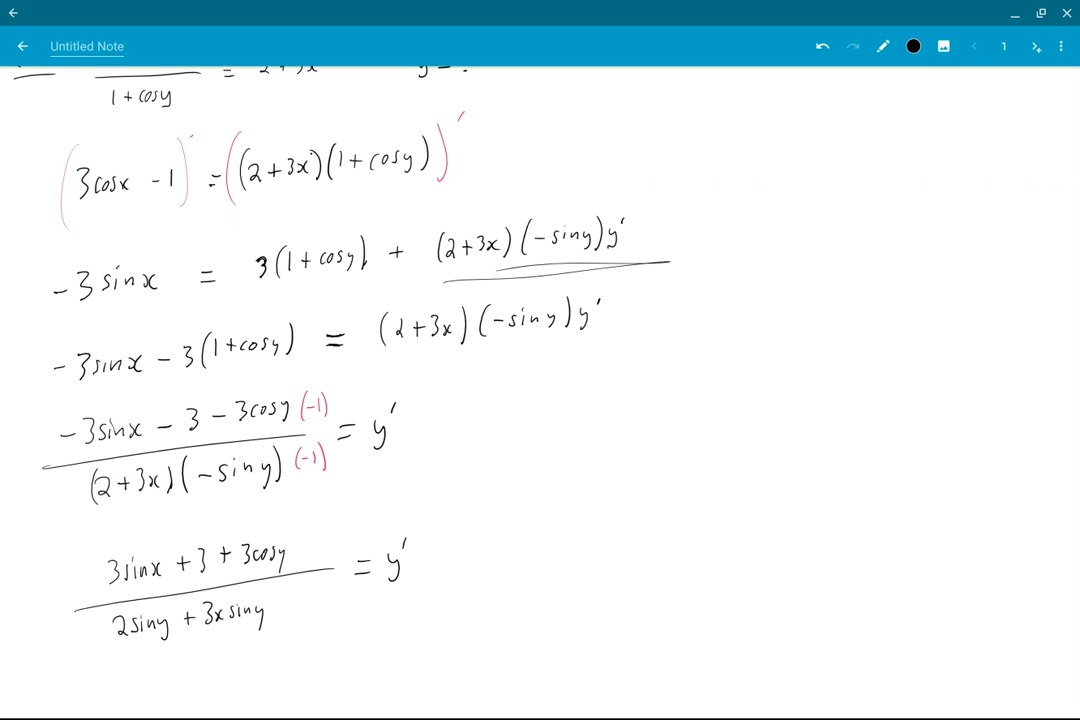 Untitled Note
1
= 2 + 3x y' = ?
1 + cosy
(3cosx - 1)' = ((2+3x)(1+cosy))'
-3sinx = 3(1+cosy) + (2+3x)(-siny)y'
-3sinx - 3(1+cosy) = (2+3x)(-siny)y'
-3sinx - 3 - 3cosy (-1)
= y'
(2+3x)(-siny) (-1)
3sinx + 3 + 3cosy
= y'
2siny + 3xsiny